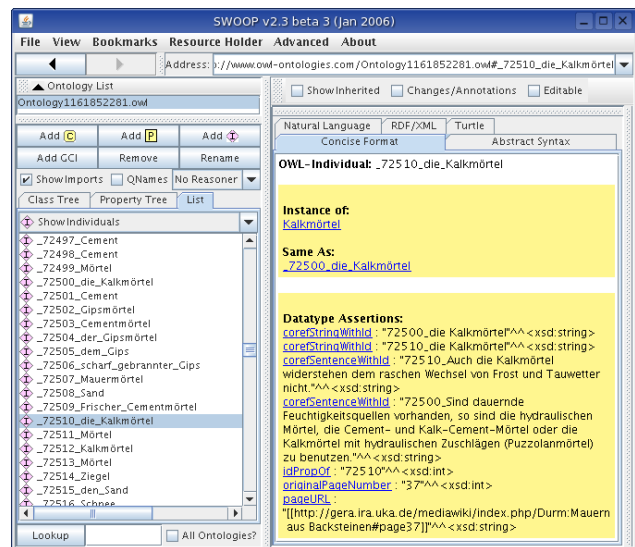 SWOOP v2.3 beta 3 (Jan 2006)
File View Bookmarks Resource Holder Advanced About
Address: ://www.owl-ontologies.com/Ontology1161852281.owl#_72510_die_Kalkmörtel
Ontology List
Ontology1161852281.owl
Add C Add P Add I
Add GCI Remove Rename
Show Imports QNames No Reasoner
Class Tree Property Tree List
Show Individuals
_72497_Cement
_72498_Cement
_72499_Mörtel
_72500_die_Kalkmörtel
_72501_Cement
_72502_Gipsmörtel
_72503_Cementmörtel
_72504_der_Gipsmörtel
_72505_dem_Gips
_72506_scharf_gebrannter_Gips
_72507_Mauermörtel
_72508_Sand
_72509_Frischer_Cementmörtel
_72510_die_Kalkmörtel
_72511_Mörtel
_72512_Kalkmörtel
_72513_Mörtel
_72514_Ziegel
_72515_den_Sand
_72516_Schnee
Lookup All Ontologies?
Show Inherited Changes/Annotations Editable
Natural Language RDF/XML Turtle
Concise Format Abstract Syntax
OWL-Individual: _72510_die_Kalkmörtel
Instance of:
Kalkmörtel
Same As:
_72500_die_Kalkmörtel
Datatype Assertions:
corefStringWithId : "72500_die Kalkmörtel"^^<xsd:string>
corefStringWithId : "72510_die Kalkmörtel"^^<xsd:string>
corefSentenceWithId : "72510_Auch die Kalkmörtel
widerstehen dem raschen Wechsel von Frost und Tauwetter
nicht."^^<xsd:string>
corefSentenceWithId : "72500_Sind dauernde
Feuchtigkeitsquellen vorhanden, so sind die hydraulischen
Mörtel, die Cement- und Kalk-Cement-Mörtel oder die
Kalkmörtel mit hydraulischen Zuschlägen (Puzzolanmörtel)
zu benutzen."^^<xsd:string>
idPropOf : "72510"^^<xsd:int>
originalPageNumber : "37"^^<xsd:int>
pageURL :
"[[http://gera.ira.uka.de/mediawiki/index.php/Durm:Mauern
aus Backsteinen#page37]]"^^<xsd:string>